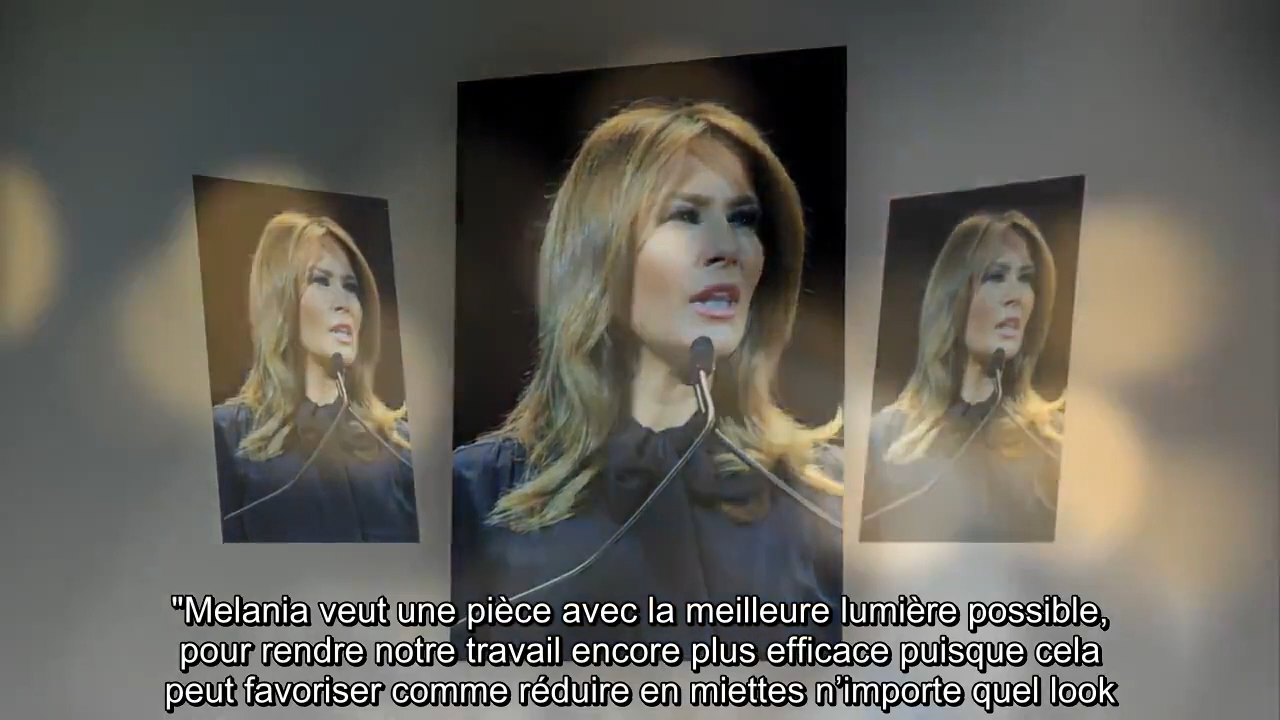 "Melania veut une pièce avec la meilleure lumière possible,
pour rendre notre travail encore plus efficace puisque cela
peut favoriser comme réduire en miettes n’importe quel look